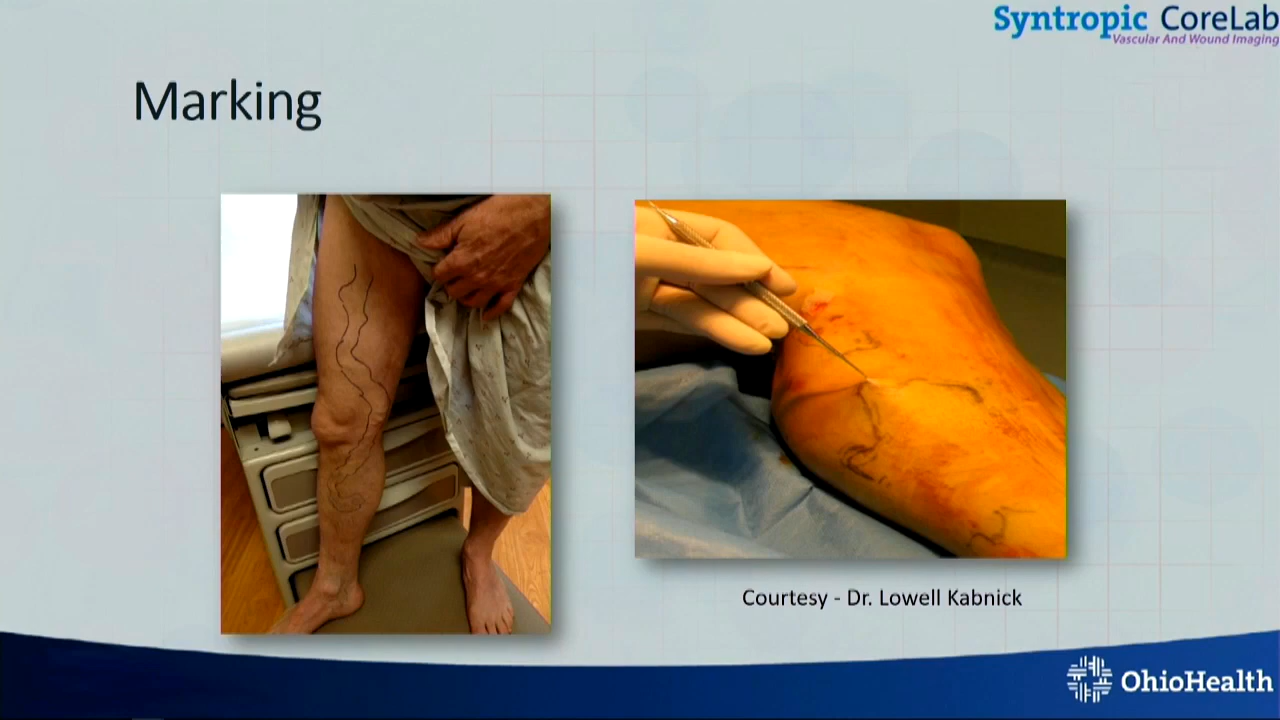 Syntropic CoreLab
Vascular And Wound Imaging
Marking
Courtesy - Dr. Lowell Kabnick
OhioHealth